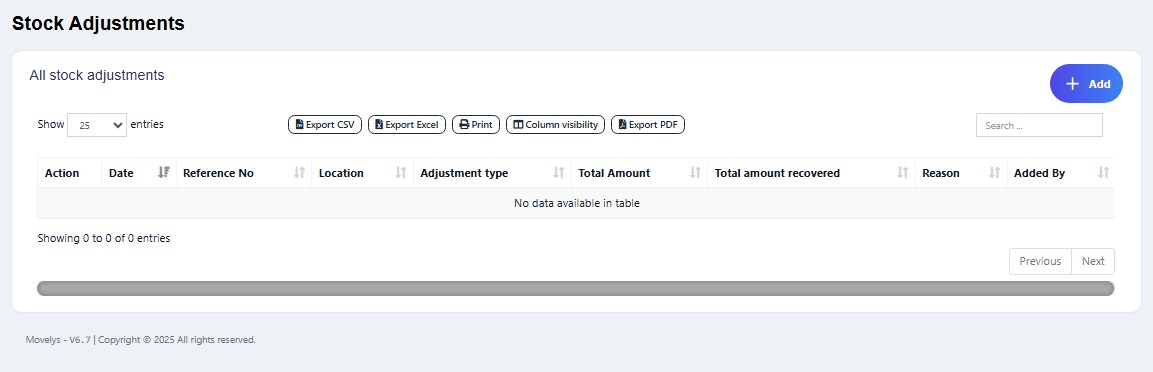 Stock Adjustments
All stock adjustments
Add
Show 25 entries Export CSV Export Excel Print Column visibility Export PDF Search ...
Action Date Reference No Location Adjustment type Total Amount Total amount recovered Reason Added By
No data available in table
Showing 0 to 0 of 0 entries
Previous Next
Movelys - V6.7 | Copyright © 2025 All rights reserved.